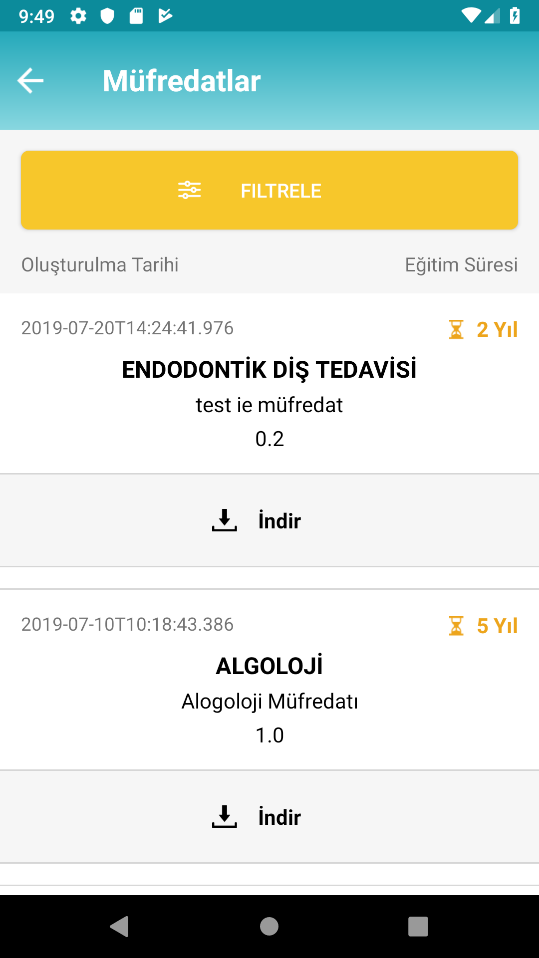 9:49
Müfredatlar
FILTRELE
Oluşturulma Tarihi Eğitim Süresi
2019-07-20T14:24:41.976 2 Yıl
ENDODONTİK DİŞ TEDAVİSİ
test ie müfredat
0.2
İndir
2019-07-10T10:18:43.386 5 Yıl
ALGOLOJİ
Alogoloji Müfredatı
1.0
İndir